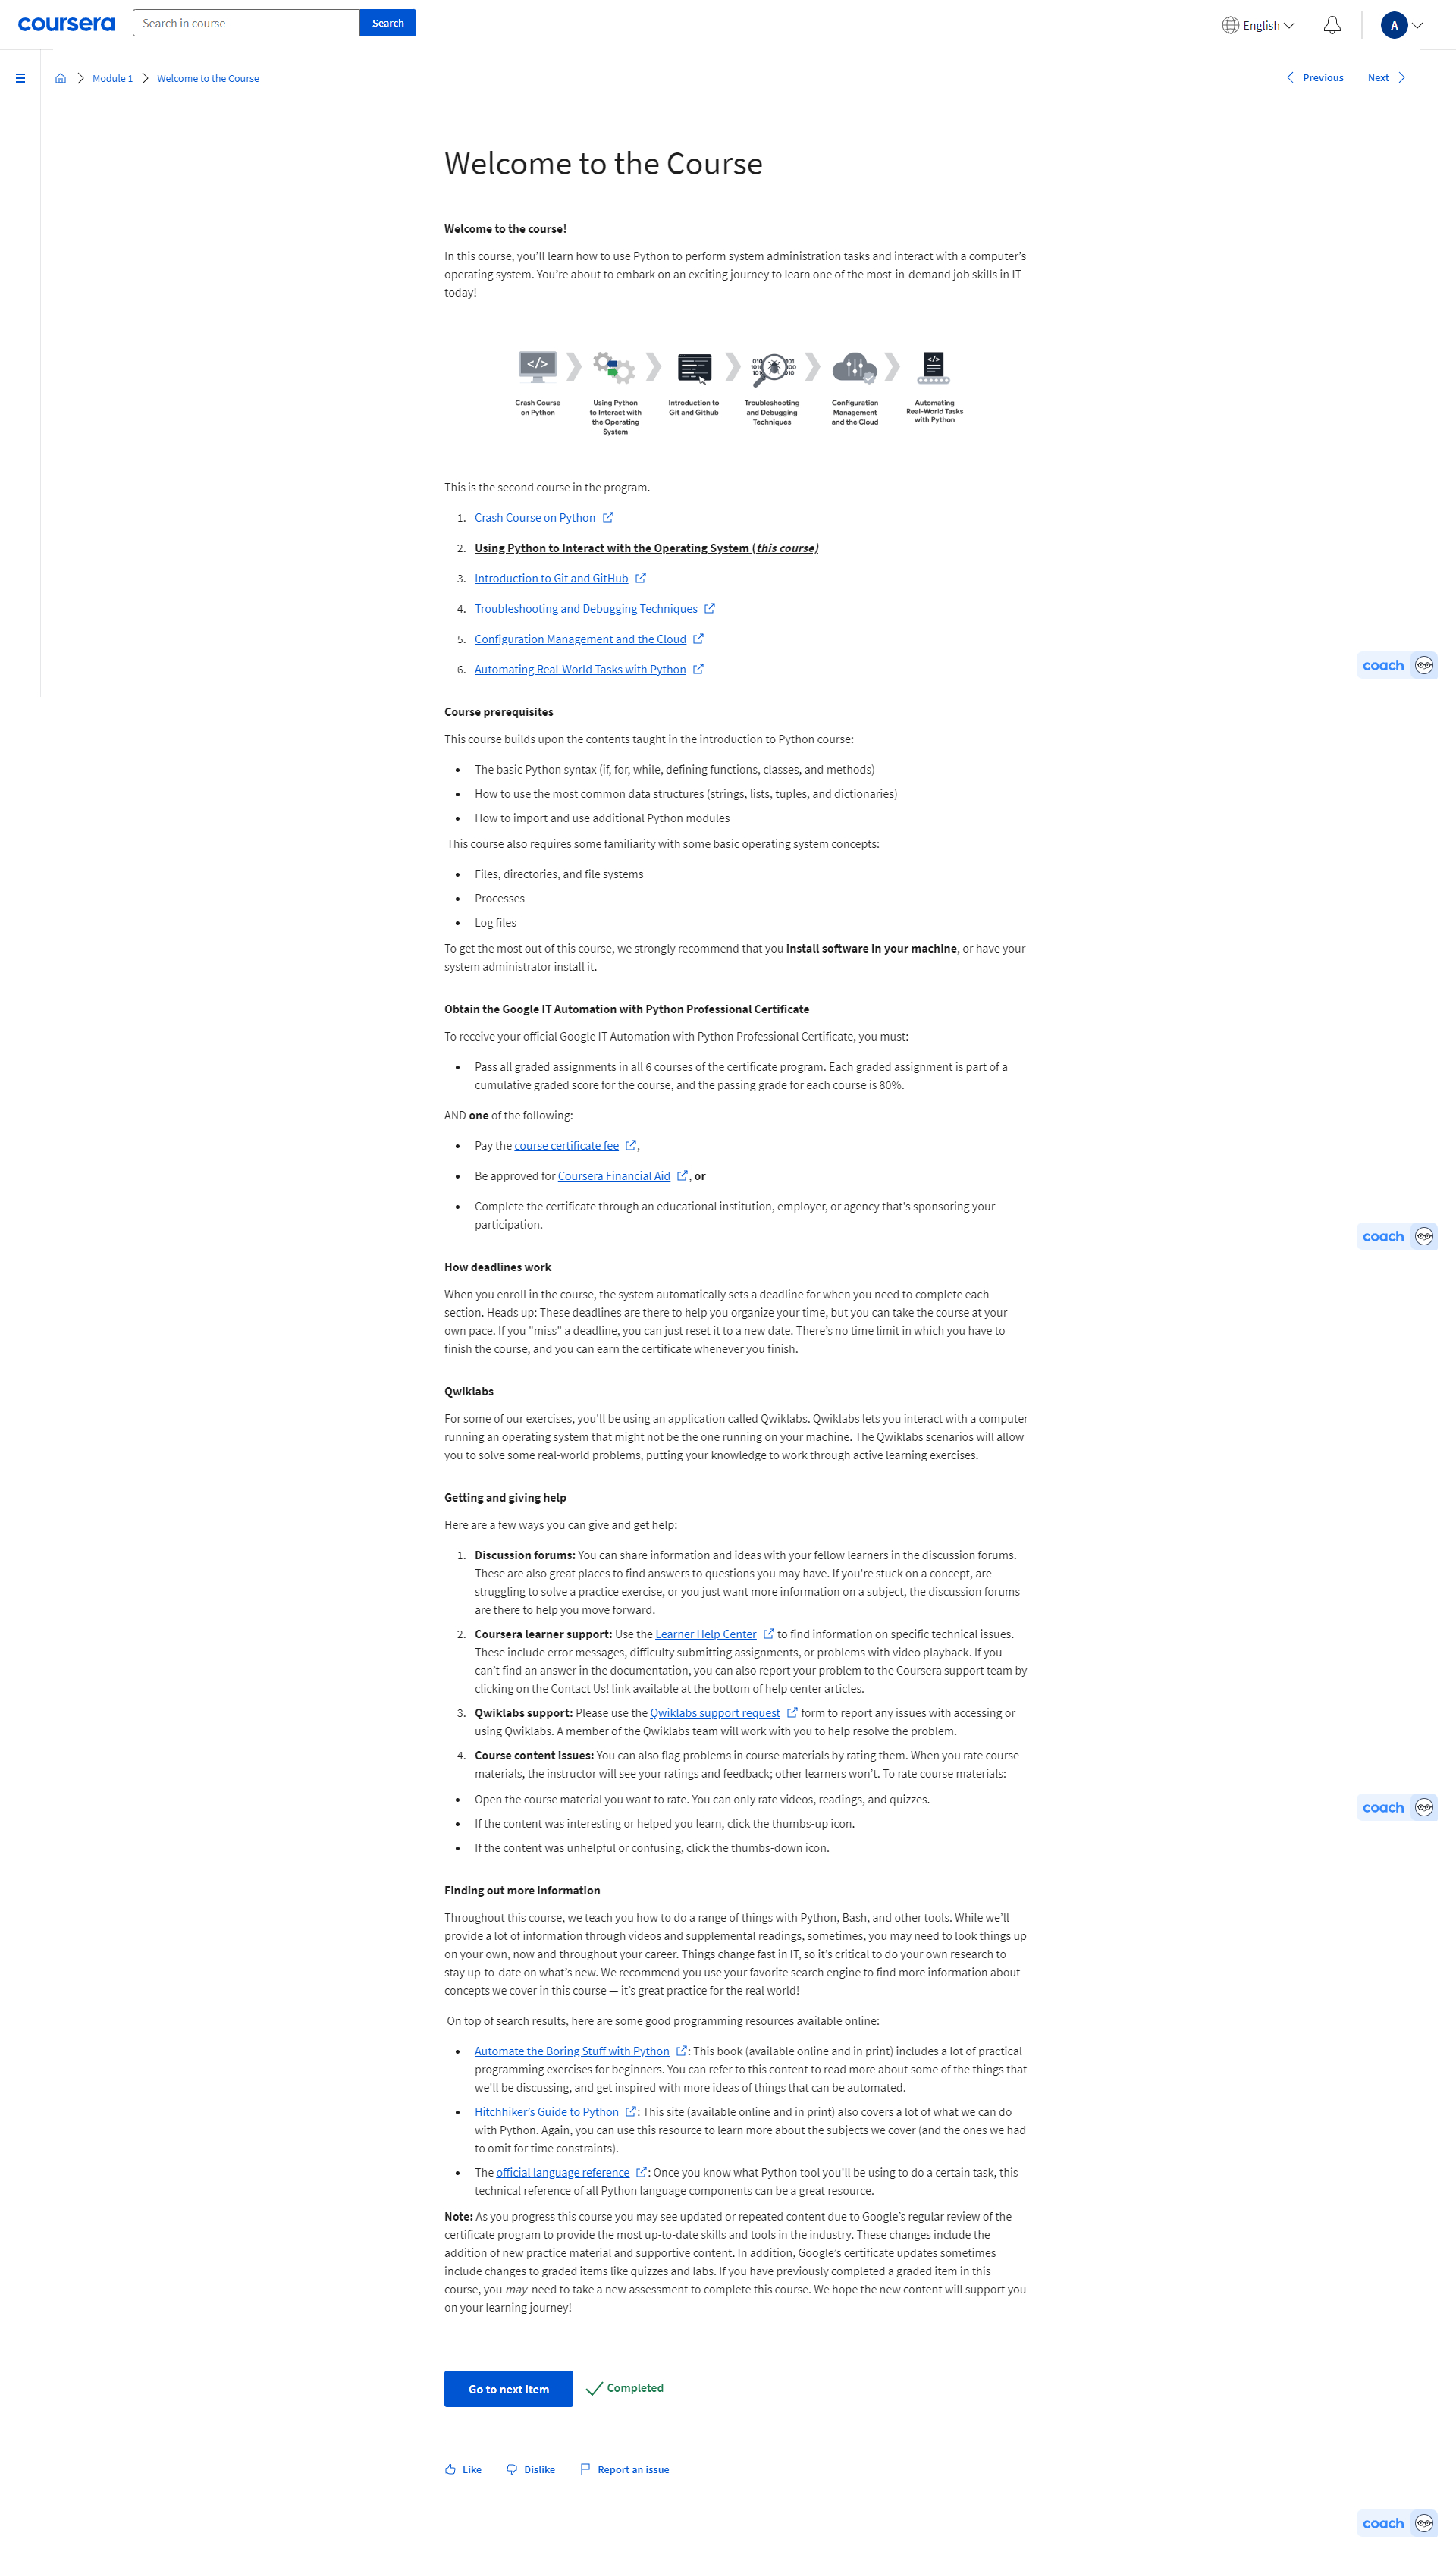 coursera
Search in course
Search
English
A
Module 1
Welcome to the Course
Previous
Next
Welcome to the Course
Welcome to the course!
In this course, you’ll learn how to use Python to perform system administration tasks and interact with a computer’s
operating system. You’re about to embark on an exciting journey to learn one of the most-in-demand job skills in IT
today!
Crash Course
on Python
Using Python
to Interact with
the Operating
System
Introduction to
Git and Github
Troubleshooting
and Debugging
Techniques
Configuration
Management
and the Cloud
Automating
Real-World Tasks
with Python
This is the second course in the program.
1. Crash Course on Python
2. Using Python to Interact with the Operating System (this course)
3. Introduction to Git and GitHub
4. Troubleshooting and Debugging Techniques
5. Configuration Management and the Cloud
6. Automating Real-World Tasks with Python
coach
Course prerequisites
This course builds upon the contents taught in the introduction to Python course:
• The basic Python syntax (if, for, while, defining functions, classes, and methods)
• How to use the most common data structures (strings, lists, tuples, and dictionaries)
• How to import and use additional Python modules
This course also requires some familiarity with some basic operating system concepts:
• Files, directories, and file systems
• Processes
• Log files
To get the most out of this course, we strongly recommend that you install software in your machine, or have your
system administrator install it.
Obtain the Google IT Automation with Python Professional Certificate
To receive your official Google IT Automation with Python Professional Certificate, you must:
• Pass all graded assignments in all 6 courses of the certificate program. Each graded assignment is part of a
cumulative graded score for the course, and the passing grade for each course is 80%.
AND one of the following:
• Pay the course certificate fee ,
• Be approved for Coursera Financial Aid , or
• Complete the certificate through an educational institution, employer, or agency that's sponsoring your
participation.
coach
How deadlines work
When you enroll in the course, the system automatically sets a deadline for when you need to complete each
section. Heads up: These deadlines are there to help you organize your time, but you can take the course at your
own pace. If you "miss" a deadline, you can just reset it to a new date. There’s no time limit in which you have to
finish the course, and you can earn the certificate whenever you finish.
Qwiklabs
For some of our exercises, you'll be using an application called Qwiklabs. Qwiklabs lets you interact with a computer
running an operating system that might not be the one running on your machine. The Qwiklabs scenarios will allow
you to solve some real-world problems, putting your knowledge to work through active learning exercises.
Getting and giving help
Here are a few ways you can give and get help:
1. Discussion forums: You can share information and ideas with your fellow learners in the discussion forums.
These are also great places to find answers to questions you may have. If you're stuck on a concept, are
struggling to solve a practice exercise, or you just want more information on a subject, the discussion forums
are there to help you move forward.
2. Coursera learner support: Use the Learner Help Center to find information on specific technical issues.
These include error messages, difficulty submitting assignments, or problems with video playback. If you
can’t find an answer in the documentation, you can also report your problem to the Coursera support team by
clicking on the Contact Us! link available at the bottom of help center articles.
3. Qwiklabs support: Please use the Qwiklabs support request form to report any issues with accessing or
using Qwiklabs. A member of the Qwiklabs team will work with you to help resolve the problem.
4. Course content issues: You can also flag problems in course materials by rating them. When you rate course
materials, the instructor will see your ratings and feedback; other learners won’t. To rate course materials:
• Open the course material you want to rate. You can only rate videos, readings, and quizzes.
coach
• If the content was interesting or helped you learn, click the thumbs-up icon.
• If the content was unhelpful or confusing, click the thumbs-down icon.
Finding out more information
Throughout this course, we teach you how to do a range of things with Python, Bash, and other tools. While we’ll
provide a lot of information through videos and supplemental readings, sometimes, you may need to look things up
on your own, now and throughout your career. Things change fast in IT, so it’s critical to do your own research to
stay up-to-date on what’s new. We recommend you use your favorite search engine to find more information about
concepts we cover in this course — it’s great practice for the real world!
On top of search results, here are some good programming resources available online:
• Automate the Boring Stuff with Python : This book (available online and in print) includes a lot of practical
programming exercises for beginners. You can refer to this content to read more about some of the things that
we'll be discussing, and get inspired with more ideas of things that can be automated.
• Hitchhiker’s Guide to Python : This site (available online and in print) also covers a lot of what we can do
with Python. Again, you can use this resource to learn more about the subjects we cover (and the ones we had
to omit for time constraints).
• The official language reference : Once you know what Python tool you'll be using to do a certain task, this
technical reference of all Python language components can be a great resource.
Note: As you progress this course you may see updated or repeated content due to Google’s regular review of the
certificate program to provide the most up-to-date skills and tools in the industry. These changes include the
addition of new practice material and supportive content. In addition, Google’s certificate updates sometimes
include changes to graded items like quizzes and labs. If you have previously completed a graded item in this
course, you may need to take a new assessment to complete this course. We hope the new content will support you
on your learning journey!
Go to next item
Completed
Like
Dislike
Report an issue
coach